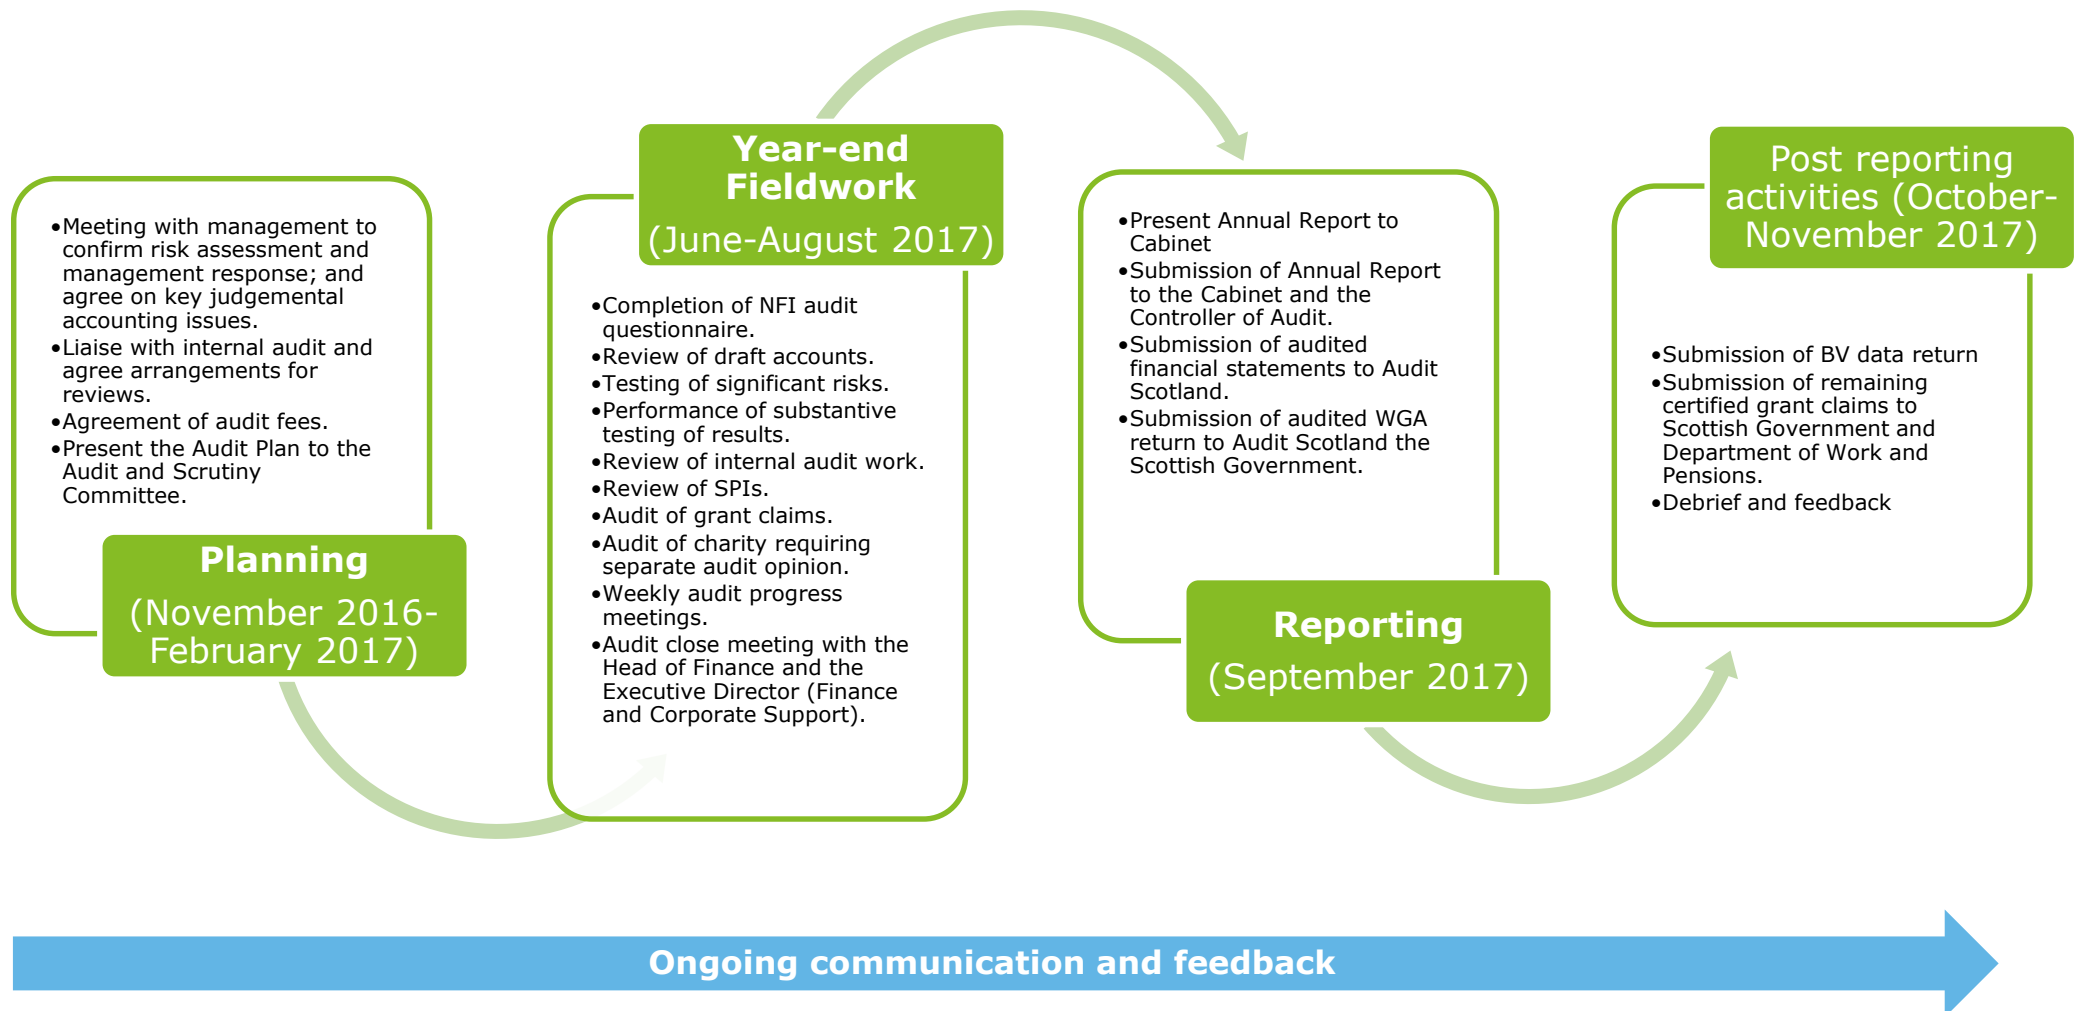 •Meeting with management to
confirm risk assessment and
management response; and
agree on key judgemental
accounting issues.
•Liaise with internal audit and
agree arrangements for
reviews.
•Agreement of audit fees.
•Present the Audit Plan to the
Audit and Scrutiny
Committee.
Planning
(November 2016-
February 2017)
Year-end
Fieldwork
(June-August 2017)
•Completion of NFI audit
questionnaire.
•Review of draft accounts.
•Testing of significant risks.
•Performance of substantive
testing of results.
•Review of internal audit work.
•Review of SPIs.
•Audit of grant claims.
•Audit of charity requiring
separate audit opinion.
•Weekly audit progress
meetings.
•Audit close meeting with the
Head of Finance and the
Executive Director (Finance
and Corporate Support).
•Present Annual Report to
Cabinet
•Submission of Annual Report
to the Cabinet and the
Controller of Audit.
•Submission of audited
financial statements to Audit
Scotland.
•Submission of audited WGA
return to Audit Scotland the
Scottish Government.
Reporting
(September 2017)
Post reporting
activities (October-
November 2017)
•Submission of BV data return
•Submission of remaining
certified grant claims to
Scottish Government and
Department of Work and
Pensions.
•Debrief and feedback
Ongoing communication and feedback